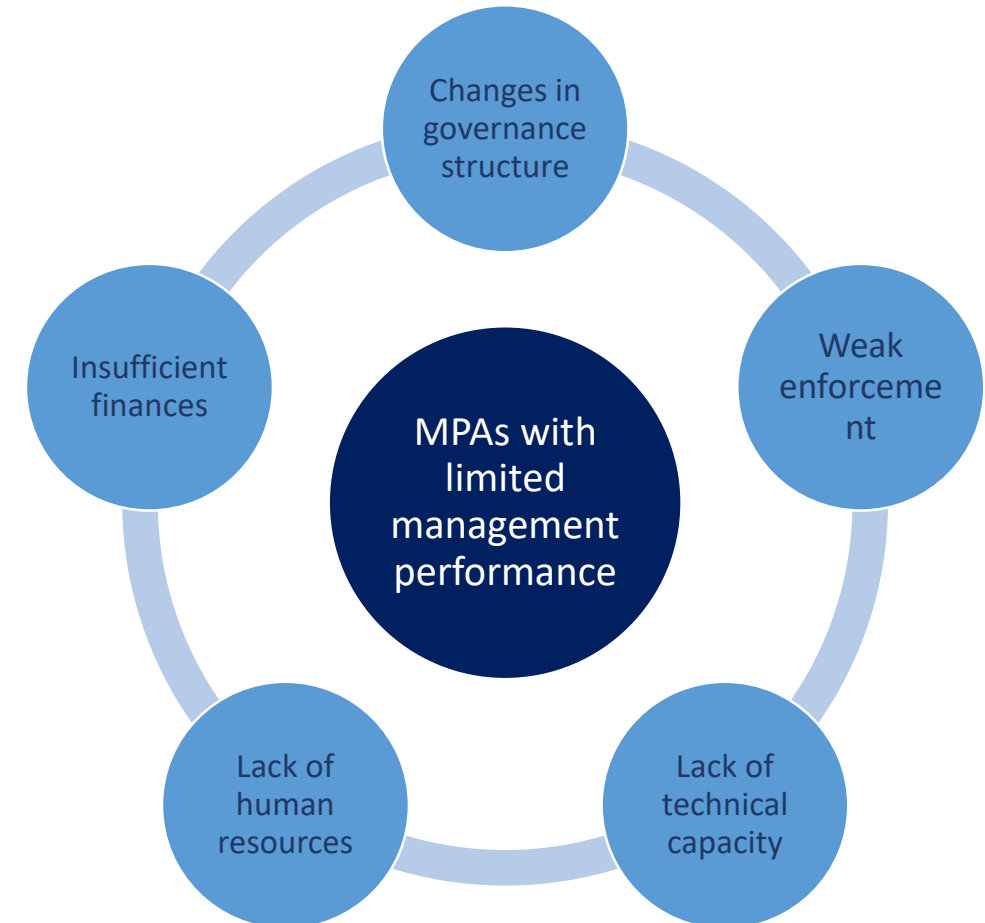 Changes in
governance
structure
Weak
enforceme
nt
Lack of
technical
capacity
Lack of
human
resources
Insufficient
finances
MPAs with
limited
management
performance